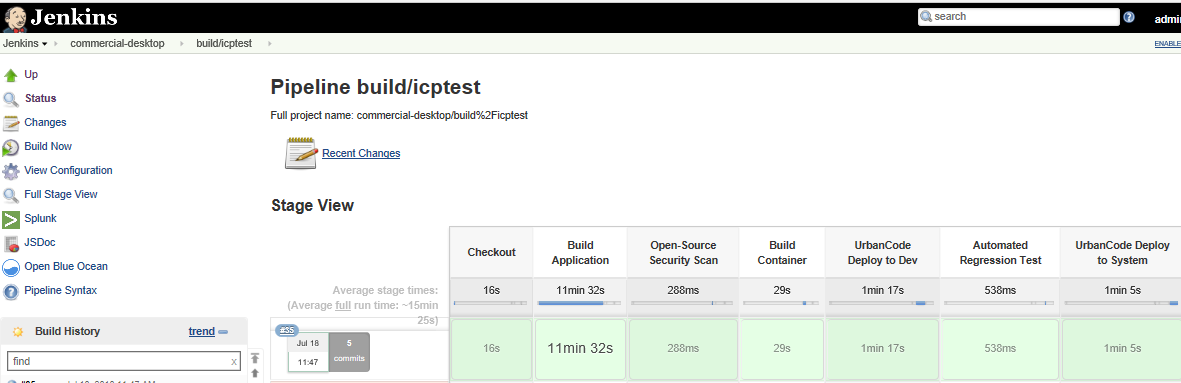 Jenkins
search
Jenkins
commercial-desktop
build/icptest
ENABLE
Up
Status
Changes
Build Now
View Configuration
Full Stage View
Splunk
JSDoc
Open Blue Ocean
Pipeline Syntax
Build History
trend
find
x
Pipeline build/icptest
Full project name: commercial-desktop/build%2Ficptest
Recent Changes
Stage View
Checkout
Build
Application
Open-Source
Security Scan
Build
Container
UrbanCode
Deploy to Dev
Automated
Regression Test
UrbanCode Deploy
to System
Average stage times:
(Average full run time: ~15min
25s)
16s
11min 32s
288ms
29s
1min 17s
538ms
1min 5s
#35
Jul 18
11:47
5
commits
16s
11min 32s
288ms
29s
1min 17s
538ms
1min 5s